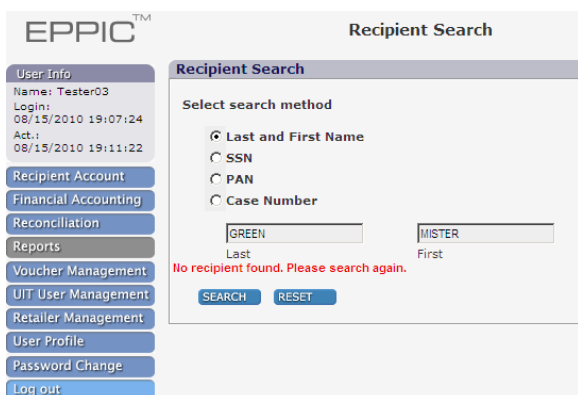 EPPIC™
Recipient Search
User Info
Name: Tester03
Login:
08/15/2010 19:07:24
Act.:
08/15/2010 19:11:22
Recipient Account
Financial Accounting
Reconciliation
Reports
Voucher Management
UIT User Management
Retailer Management
User Profile
Password Change
Log out
Recipient Search
Select search method
Last and First Name
SSN
PAN
Case Number
GREEN MISTER
Last First
No recipient found. Please search again.
SEARCH RESET